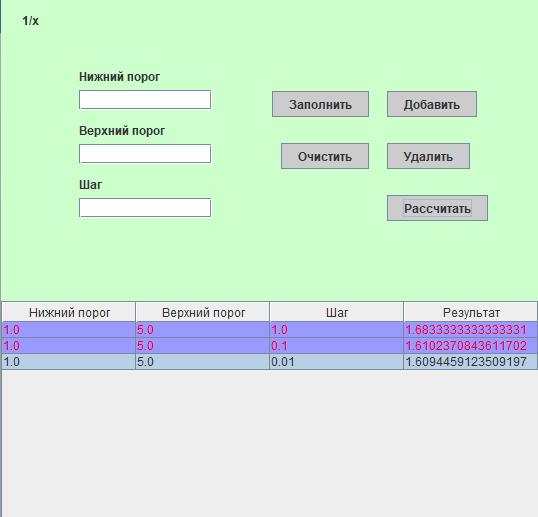 1/x
Нижний порог
Заполнить Добавить
Верхний порог
Очистить Удалить
Шаг
Рассчитать
Нижний порог Верхний порог Шаг Результат
1.0 5.0 1.0 1.6833333333333331
1.0 5.0 0.1 1.6102370843611702
1.0 5.0 0.01 1.6094459123509197